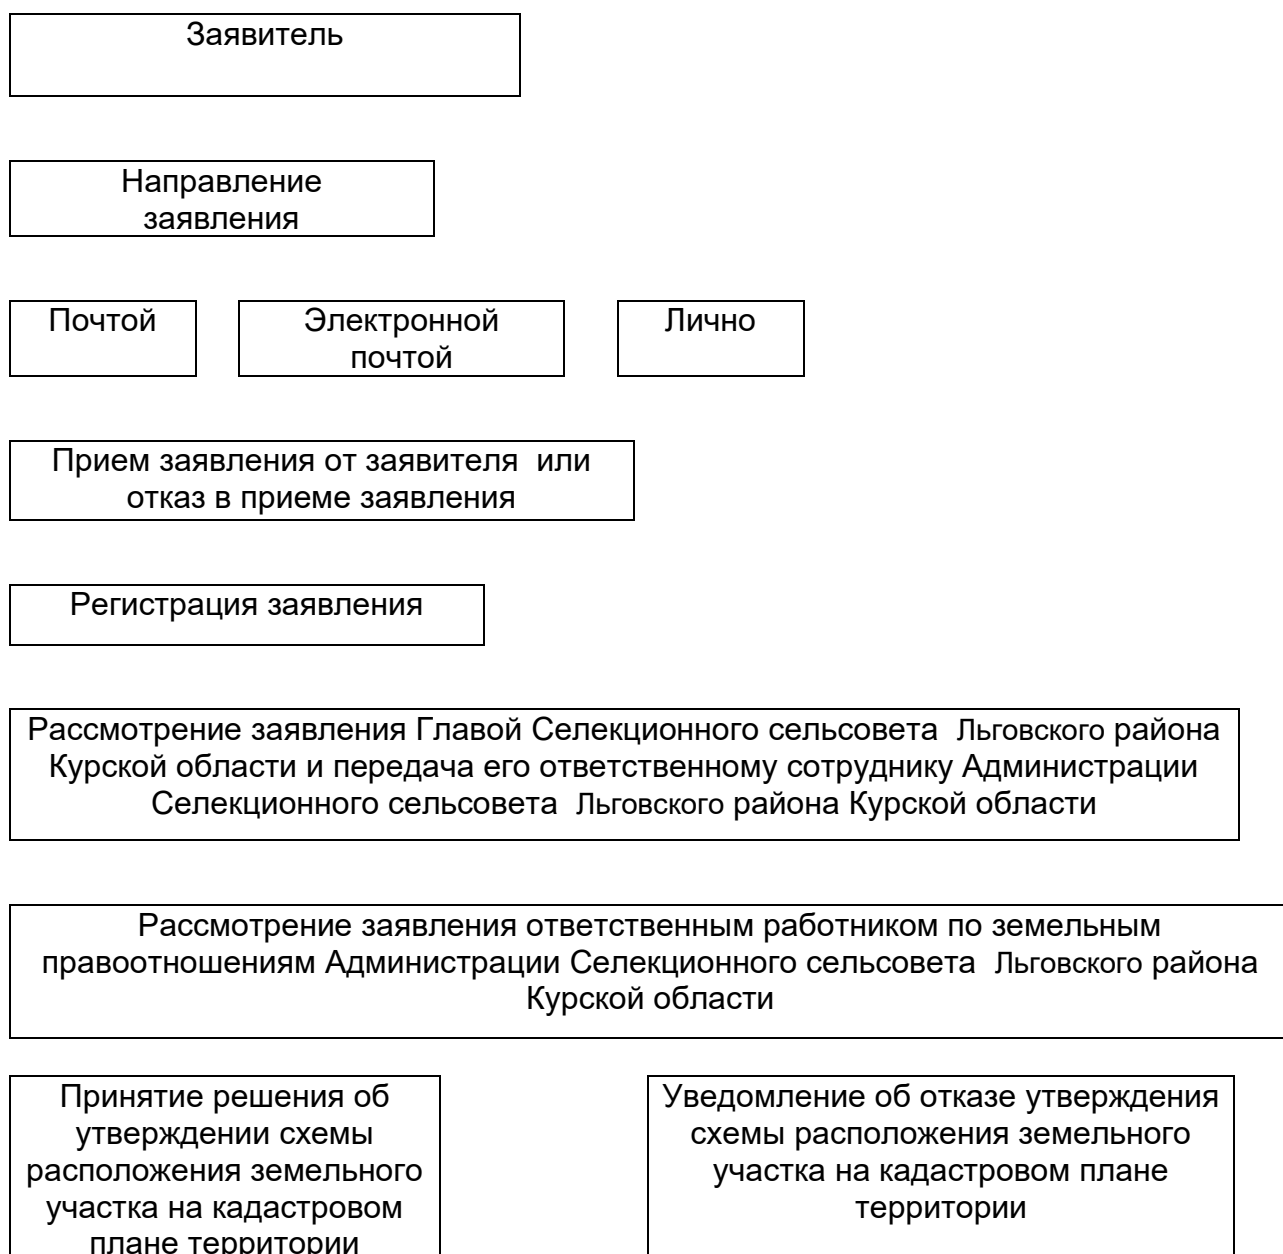 Заявитель
Направление
заявления
Почтой
Электронной
почтой
Лично
Прием заявления от заявителя  или
отказ в приеме заявления
Регистрация заявления
Рассмотрение заявления Главой Селекционного сельсовета  Льговского района
Курской области и передача его ответственному сотруднику Администрации
Селекционного сельсовета  Льговского района Курской области
Рассмотрение заявления ответственным работником по земельным
правоотношениям Администрации Селекционного сельсовета  Льговского района
Курской области
Принятие решения об
утверждении схемы
расположения земельного
участка на кадастровом
плане территории
Уведомление об отказе утверждения
схемы расположения земельного
участка на кадастровом плане
территории